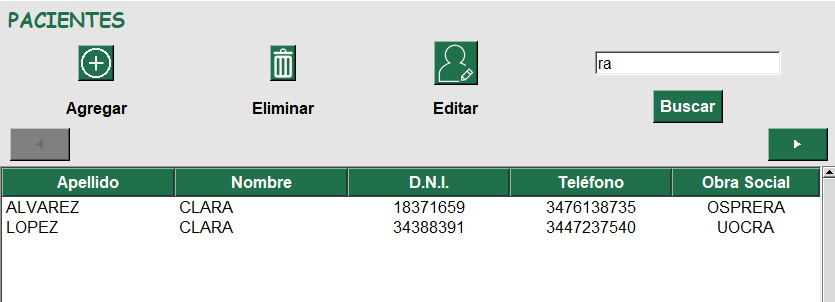 PACIENTES
ra
Agregar Eliminar Editar Buscar
Apellido Nombre D.N.I. Teléfono Obra Social
ALVAREZ CLARA 18371659 3476138735 OSPRERA
LOPEZ CLARA 34388391 3447237540 UOCRA